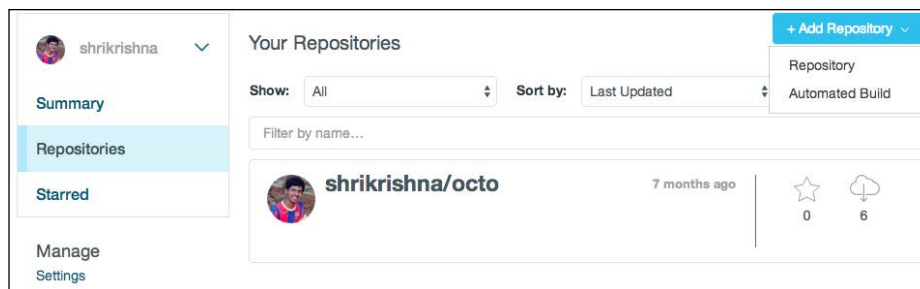 shrikrishna
Summary
Repositories
Starred
Manage
Settings
Your Repositories
+ Add Repository
Repository
Automated Build
Show: All Sort by: Last Updated
Filter by name...
shrikrishna/octo 7 months ago
0 6